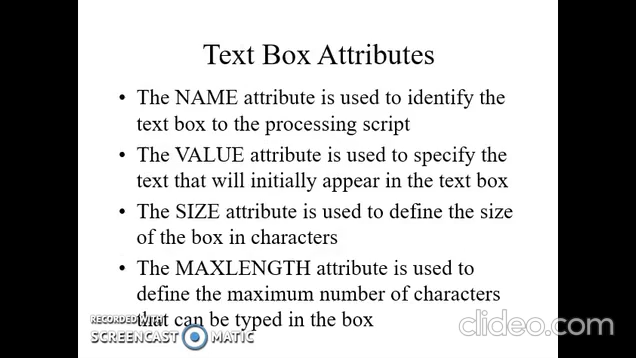 Text Box Attributes
• The NAME attribute is used to identify the
text box to the processing script
• The VALUE attribute is used to specify the
text that will initially appear in the text box
• The SIZE attribute is used to define the size
of the box in characters
• The MAXLENGTH attribute is used to
define the maximum number of characters
that can be typed in the box
RECORDED WITH
SCREENCAST MATIC
clideo.com